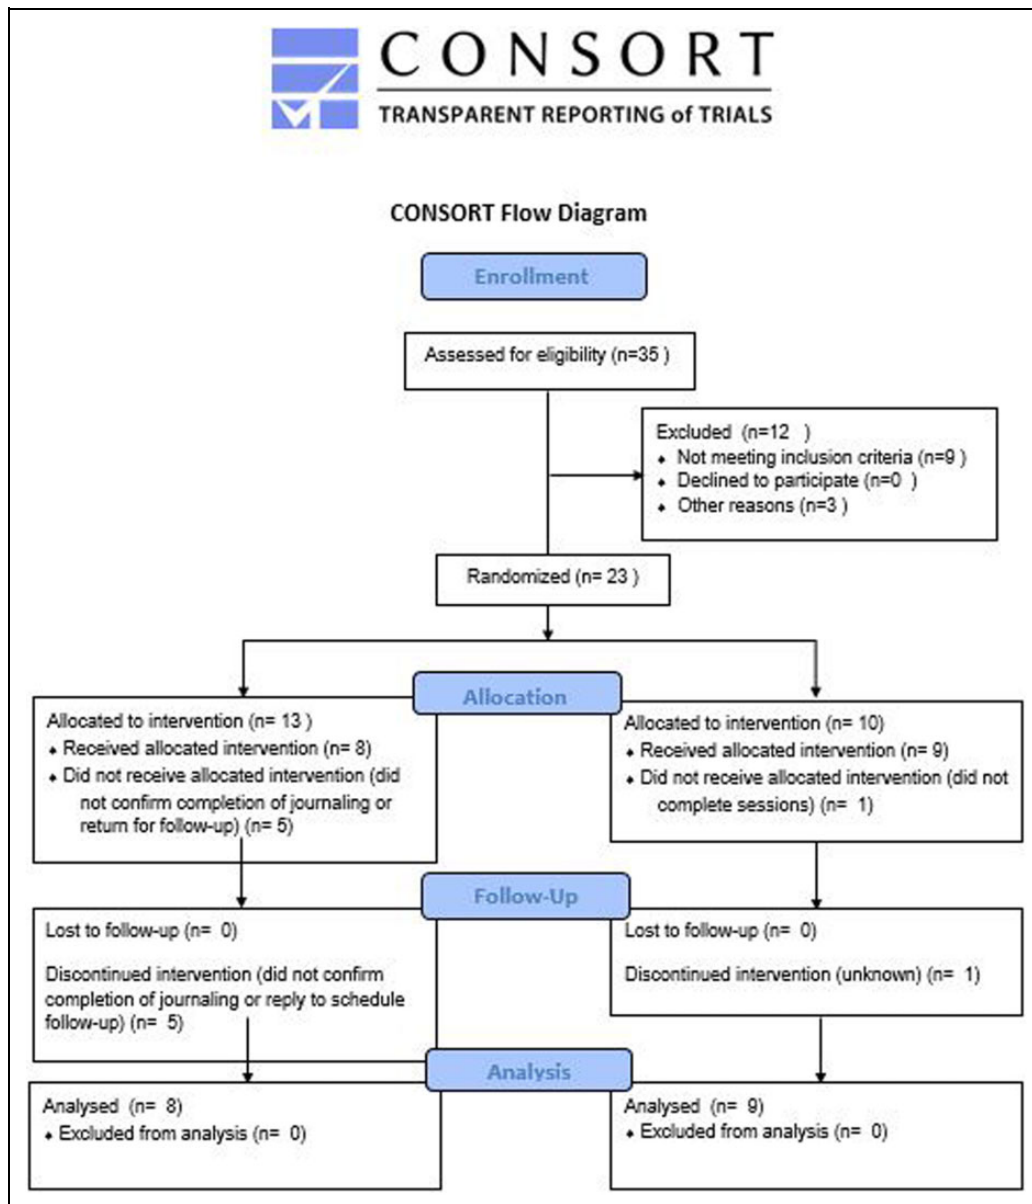 CONSORT
TRANSPARENT REPORTING of TRIALS
CONSORT Flow Diagram
Enrollment
Assessed for eligibility (n=35 )
Excluded (n=12 )
♦ Not meeting inclusion criteria (n=9 )
♦ Declined to participate (n=0 )
♦ Other reasons (n=3 )
Randomized (n= 23 )
Allocation
Allocated to intervention (n= 13 )
♦ Received allocated intervention (n= 8)
♦ Did not receive allocated intervention (did
not confirm completion of journaling or
return for follow-up) (n= 5)
Allocated to intervention (n= 10)
♦ Received allocated intervention (n= 9)
♦ Did not receive allocated intervention (did not
complete sessions) (n= 1)
Follow-Up
Lost to follow-up (n= 0)
Discontinued intervention (did not confirm
completion of journaling or reply to schedule
follow-up) (n= 5)
Lost to follow-up (n= 0)
Discontinued intervention (unknown) (n= 1)
Analysis
Analysed (n= 8)
♦ Excluded from analysis (n= 0)
Analysed (n= 9)
♦ Excluded from analysis (n= 0)